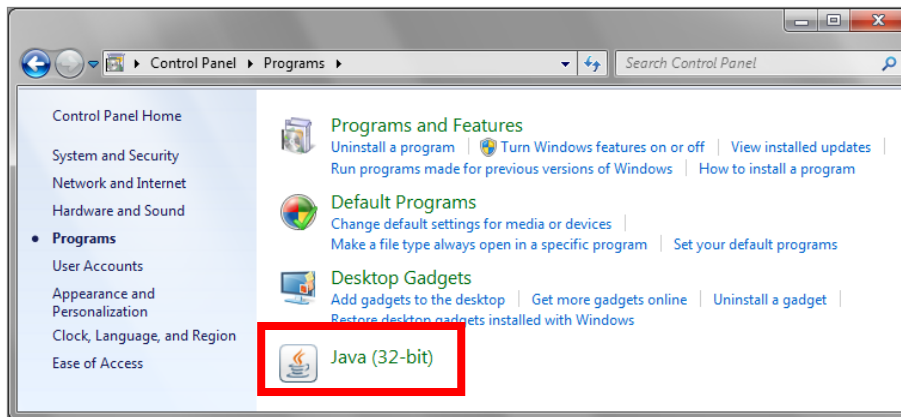 Control Panel Programs
Search Control Panel
Control Panel Home
System and Security
Network and Internet
Hardware and Sound
Programs
User Accounts
Appearance and
Personalization
Clock, Language, and Region
Ease of Access
Programs and Features
Uninstall a program Turn Windows features on or off View installed updates
Run programs made for previous versions of Windows How to install a program
Default Programs
Change default settings for media or devices
Make a file type always open in a specific program Set your default programs
Desktop Gadgets
Add gadgets to the desktop Get more gadgets online Uninstall a gadget
Restore desktop gadgets installed with Windows
Java (32-bit)